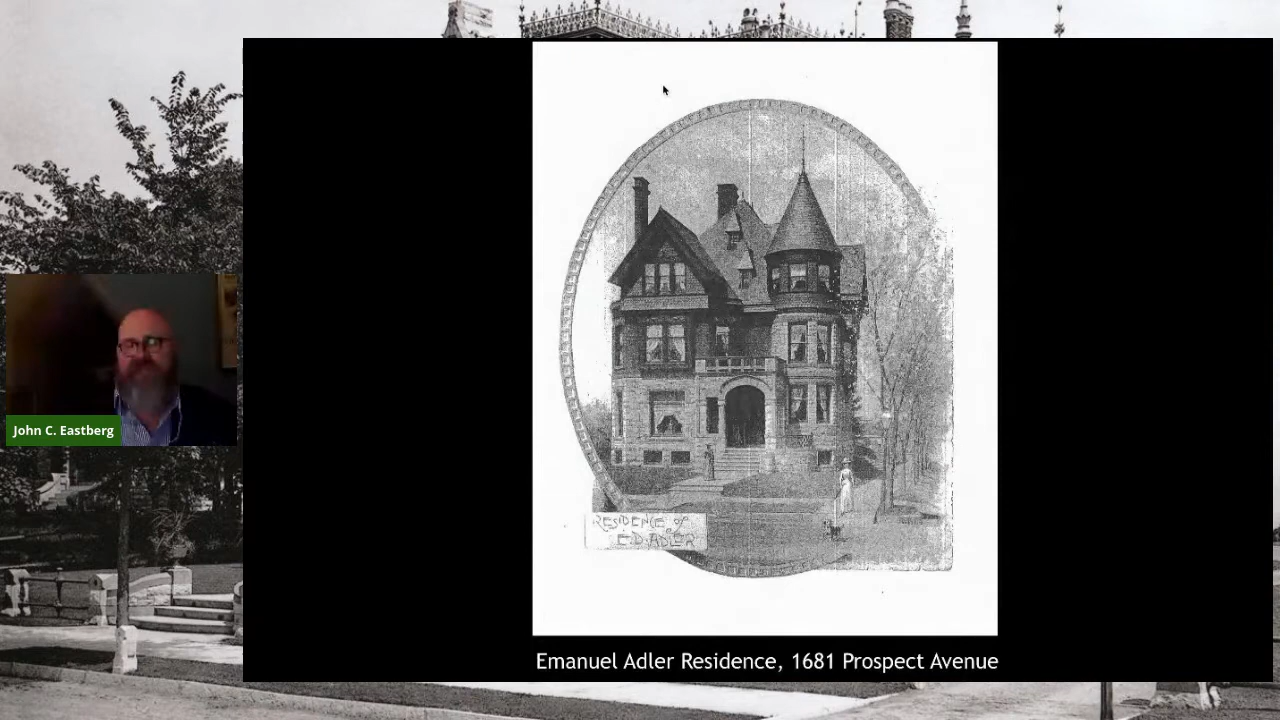 RESIDENCE of
E.D. ADLER
John C. Eastberg
Emanuel Adler Residence, 1681 Prospect Avenue